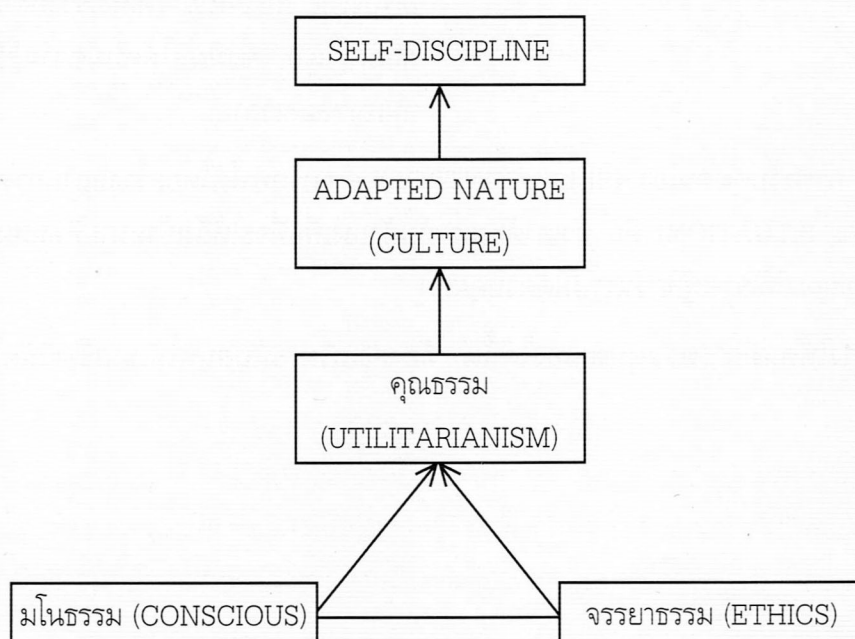 SELF-DISCIPLINE
ADAPTED NATURE
(CULTURE)
คุณธรรม
(UTILITARIANISM)
มโนธรรม (CONSCIOUS)
จรรยาธรรม (ETHICS)